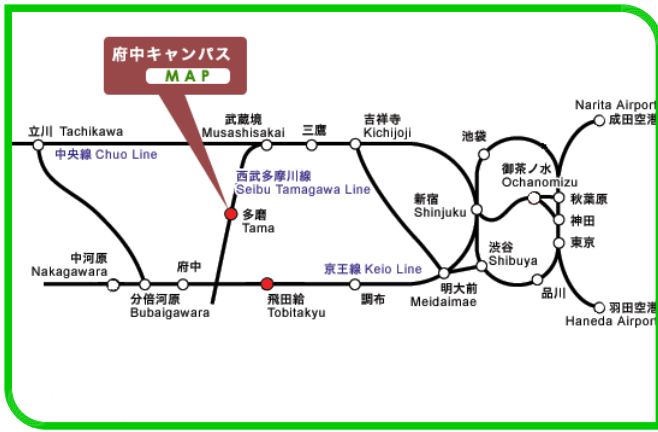 府中キャンパス
MAP
Narita Airport
成田空港
立川 Tachikawa
中央線 Chuo Line
武蔵境
Musashisakai
三鷹
吉祥寺
Kichijoji
池袋
御茶ノ水
Ochanomizu
西武多摩川線
Seibu Tamagawa Line
新宿
Shinjuku
秋葉原
多磨
Tama
神田
東京
渋谷
Shibuya
中河原
Nakagawara
府中
京王線 Keio Line
分倍河原
Bubaigawara
飛田給
Tobitakyu
調布
明大前
Meidaimae
品川
羽田空港
Haneda Airport